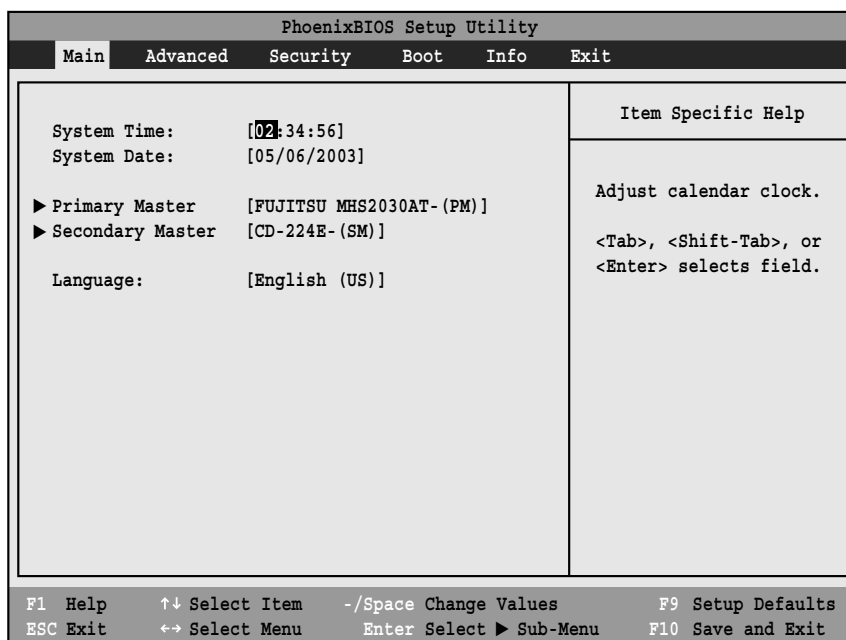 PhoenixBIOS Setup Utility
Main Advanced Security Boot Info Exit
System Time: [02:34:56]
System Date: [05/06/2003]
▶ Primary Master [FUJITSU MHS2030AT-(PM)]
▶ Secondary Master [CD-224E-(SM)]
Language: [English (US)]
Item Specific Help
Adjust calendar clock.
<Tab>, <Shift-Tab>, or
<Enter> selects field.
F1 Help ↑↓ Select Item -/Space Change Values F9 Setup Defaults
ESC Exit ←→ Select Menu Enter Select ▶ Sub-Menu F10 Save and Exit